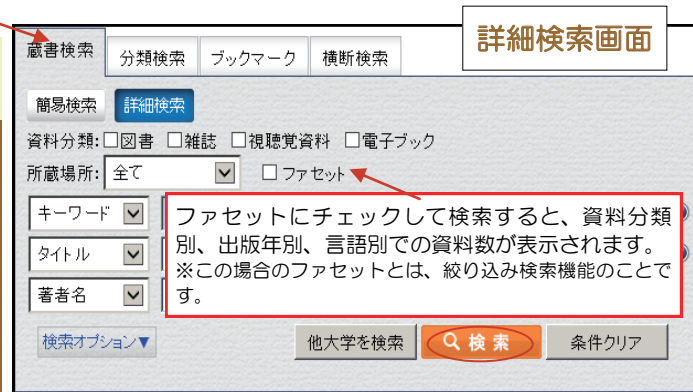 詳細検索画面
蔵書検索 分類検索 ブックマーク 横断検索
簡易検索 詳細検索
資料分類: 図書 雑誌 視聴覚資料 電子ブック
所蔵場所: 全て ファセット
キーワード
タイトル
著者名
ファセットにチェックして検索すると、資料分類
別、出版年別、言語別での資料数が表示されます。
※この場合のファセットとは、絞り込み検索機能のことで
す。
検索オプション▼ 他大学を検索 検索 条件クリア